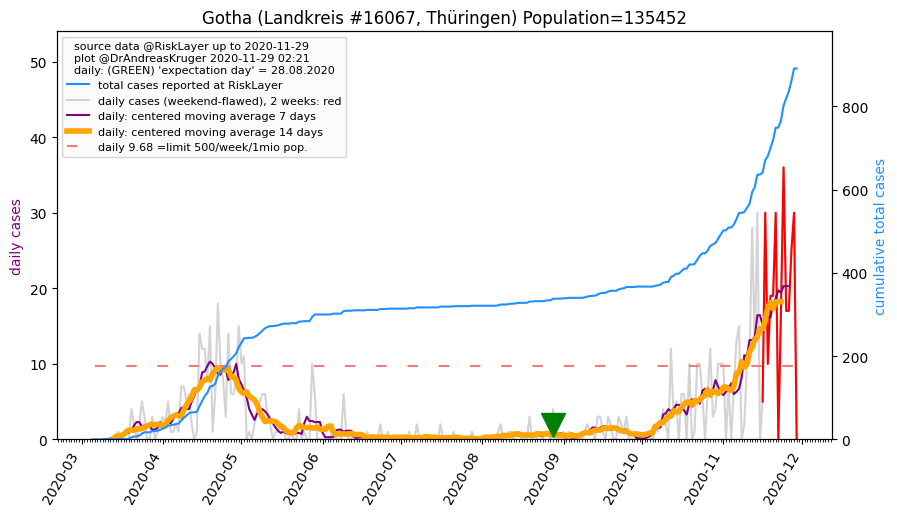 Gotha (Landkreis #16067, Thüringen) Population=135452
source data @RiskLayer up to 2020-11-29
plot @DrAndreasKruger 2020-11-29 02:21
daily: (GREEN) 'expectation day' = 28.08.2020
total cases reported at RiskLayer
daily cases (weekend-flawed), 2 weeks: red
daily: centered moving average 7 days
daily: centered moving average 14 days
daily 9.68 =limit 500/week/1mio pop.
daily cases
50
40
30
20
10
0
cumulative total cases
800
600
400
200
0
2020-03
2020-04
2020-05
2020-06
2020-07
2020-08
2020-09
2020-10
2020-11
2020-12